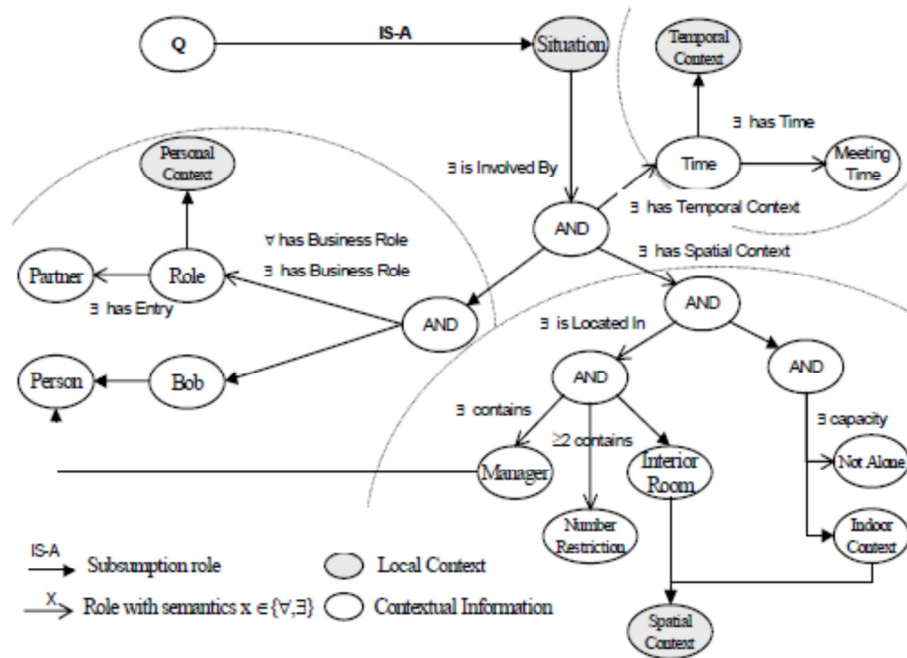 IS-A
Q
Situation
Temporal
Context
∃ has Time
Time
Meeting
Time
Personal
Context
∃ is Involved By
∃ has Temporal Context
AND
∀ has Business Role
∃ has Business Role
∃ has Spatial Context
Partner
Role
∃ has Entry
AND
AND
∃ is Located In
Person
Bob
AND
AND
∃ contains
≥2 contains
∃ capacity
Manager
Interior
Room
Not Alone
Number
Restriction
Indoor
Context
IS-A
Subsumption role
Local Context
X
Role with semantics x ∈{∀,∃}
Contextual Information
Spatial
Context